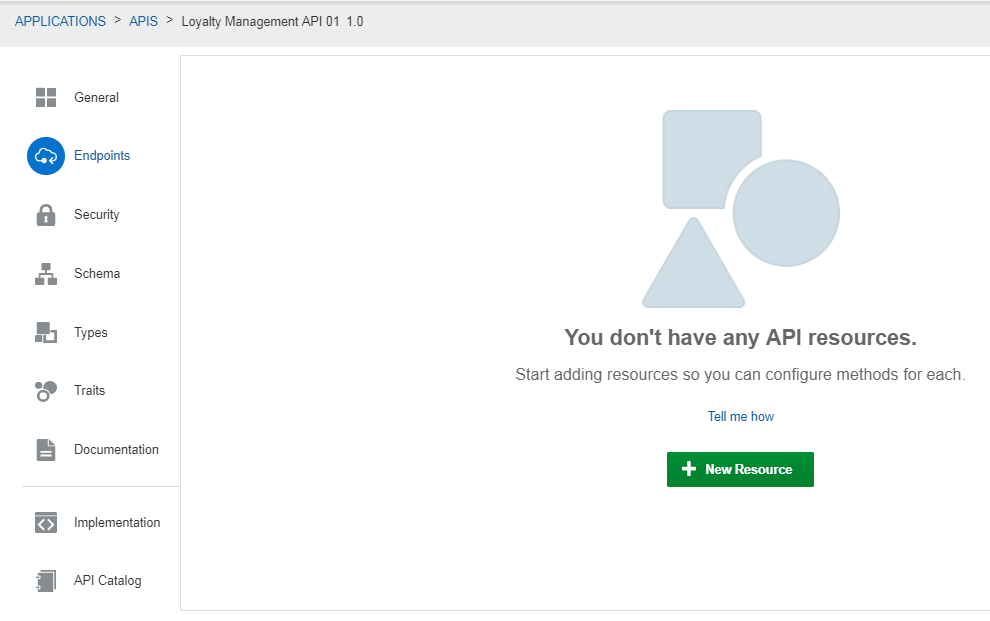 APPLICATIONS > APIS > Loyalty Management API 01 1.0
General
Endpoints
Security
Schema
Types
Traits
Documentation
Implementation
API Catalog
You don't have any API resources.
Start adding resources so you can configure methods for each.
Tell me how
New Resource